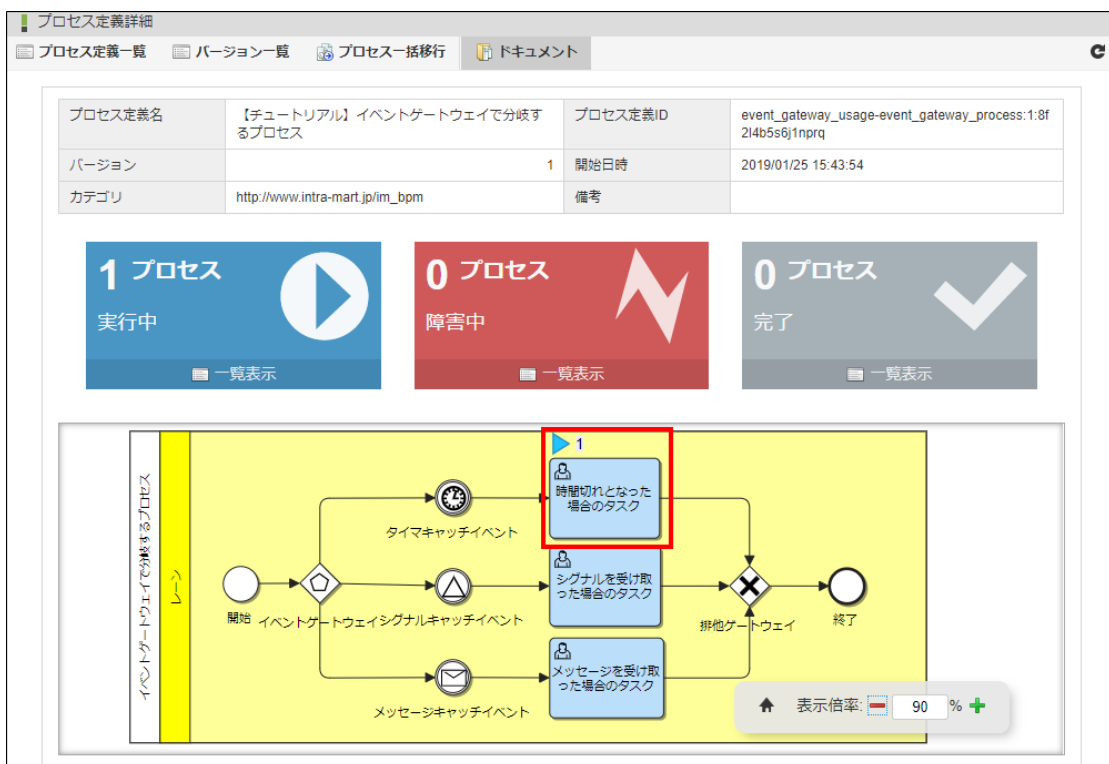 プロセス定義詳細
プロセス定義一覧 バージョン一覧 プロセス一括移行 ドキュメント
プロセス定義名 【チュートリアル】イベントゲートウェイで分岐す
るプロセス
プロセス定義ID event_gateway_usage-event_gateway_process:1:8f
2l4b5s6j1nprq
バージョン 1 開始日時 2019/01/25 15:43:54
カテゴリ http://www.intra-mart.jp/im_bpm 備考
1 プロセス
実行中
一覧表示
0 プロセス
障害中
一覧表示
0 プロセス
完了
一覧表示
イベントゲートウェイで分岐するプロセス
レーン
1
時間切れとなった
場合のタスク
タイマキャッチイベント
シグナルを受け取
った場合のタスク
開始
イベントゲートウェイ
シグナルキャッチイベント
排他ゲートウェイ
終了
メッセージを受け取
った場合のタスク
メッセージキャッチイベント
表示倍率: 90 %